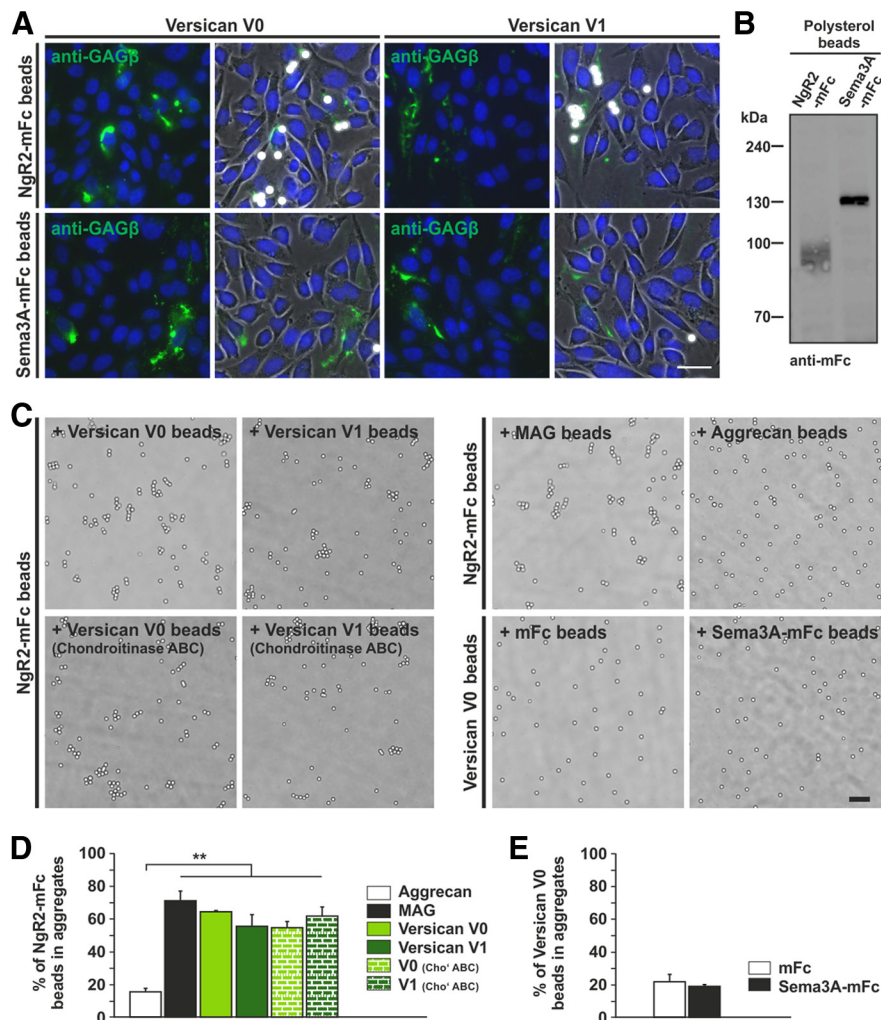 A
Versican V0
Versican V1
NgR2-mFc beads
anti-GAGβ
anti-GAGβ
Sema3A-mFc beads
anti-GAGβ
anti-GAGβ
B
Polysterol
beads
NgR2
-mFc
Sema3A
-mFc
kDa
240
130
100
70
anti-mFc
C
NgR2-mFc beads
+ Versican V0 beads
+ Versican V1 beads
+ Versican V0 beads
(Chondroitinase ABC)
+ Versican V1 beads
(Chondroitinase ABC)
NgR2-mFc beads
+ MAG beads
+ Aggrecan beads
Versican V0 beads
+ mFc beads
+ Sema3A-mFc beads
D
% of NgR2-mFc
beads in aggregates
100
80
60
40
20
0
**
Aggrecan
MAG
Versican V0
Versican V1
V0 (Cho' ABC)
V1 (Cho' ABC)
E
% of Versican V0
beads in aggregates
100
80
60
40
20
0
mFc
Sema3A-mFc